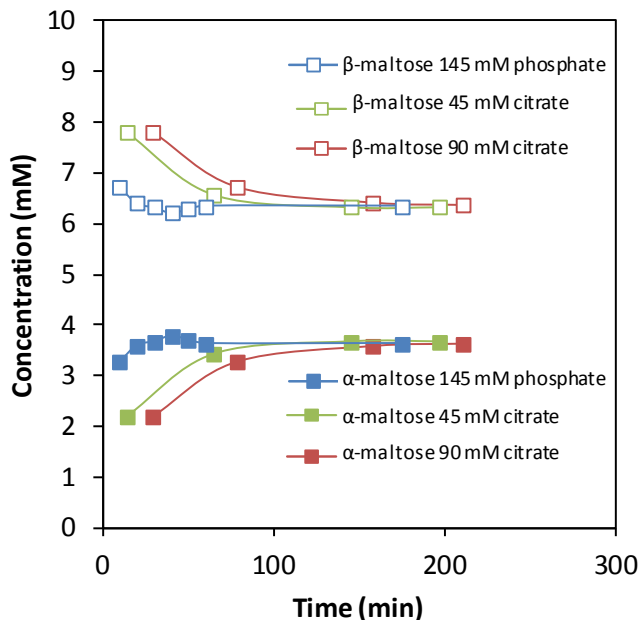 10
9
8
7
6
5
4
3
2
1
0
Concentration (mM)
β-maltose 145 mM phosphate
β-maltose 45 mM citrate
β-maltose 90 mM citrate
α-maltose 145 mM phosphate
α-maltose 45 mM citrate
α-maltose 90 mM citrate
0 100 200 300
Time (min)